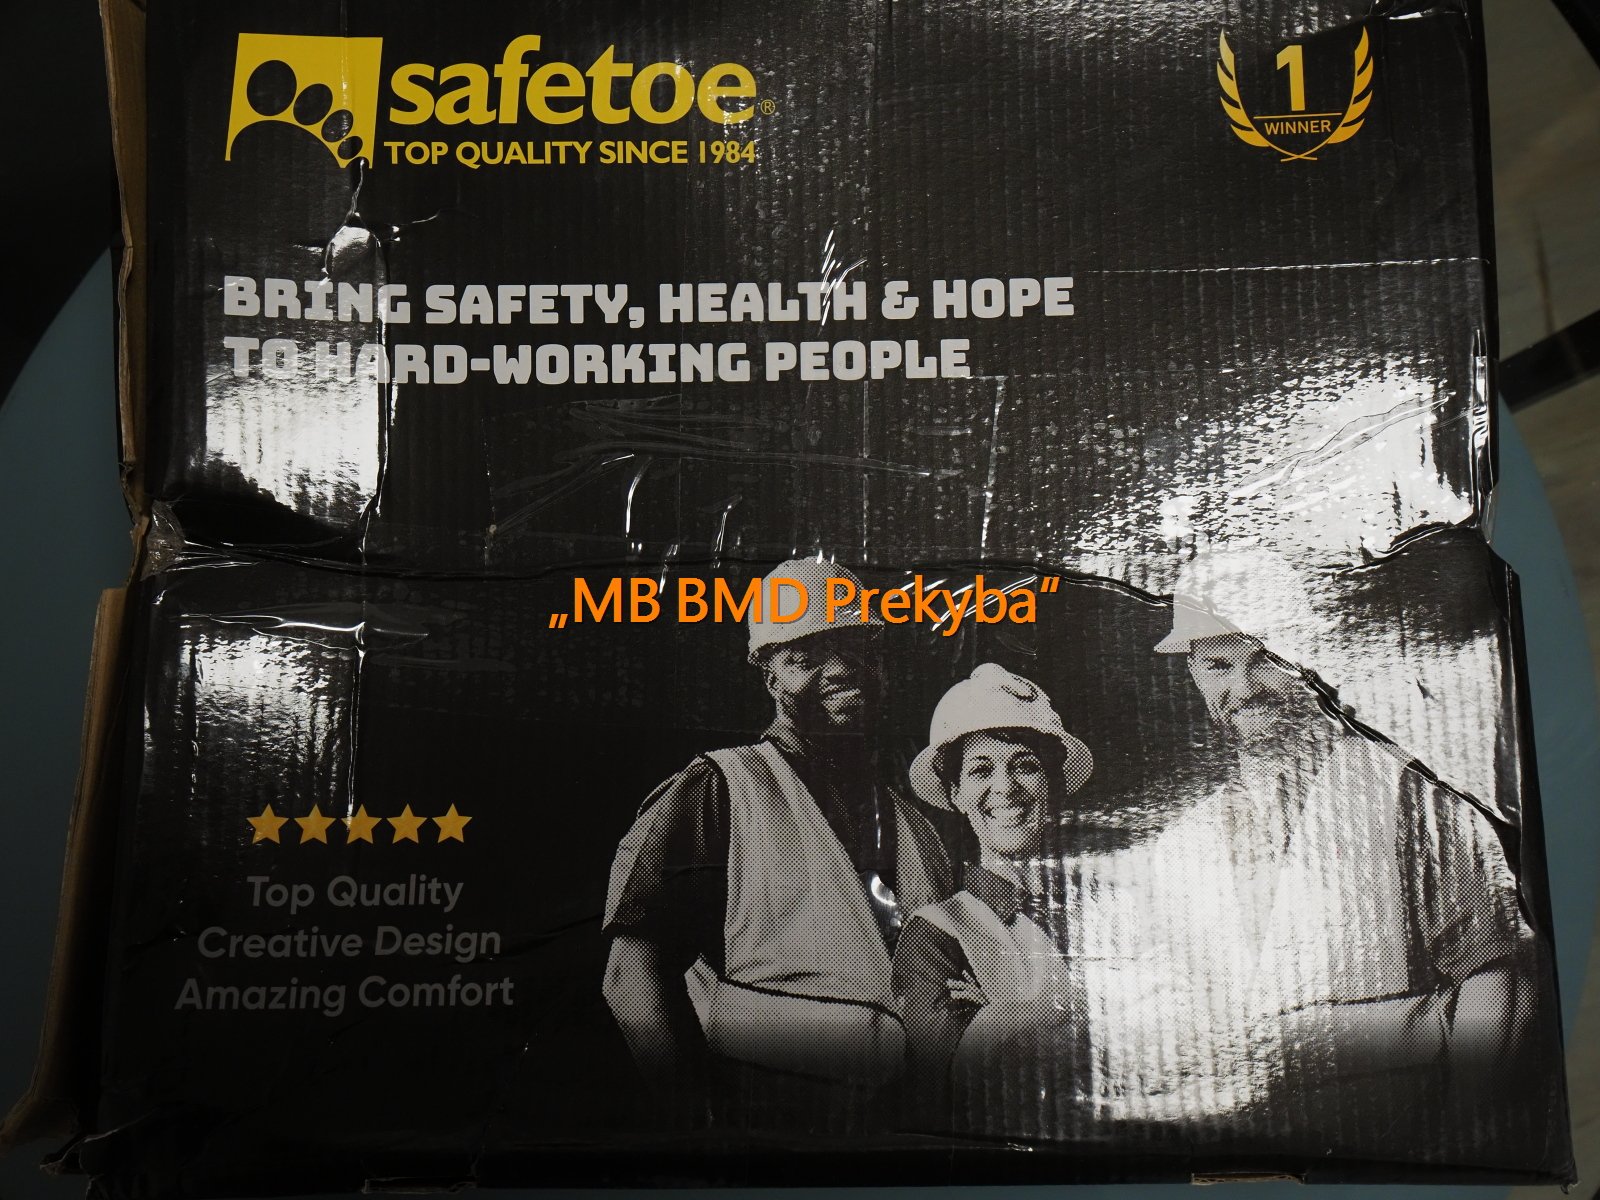 safetoe®
TOP QUALITY SINCE 1984
1
WINNER
BRING SAFETY, HEALTH & HOPE
TO HARD-WORKING PEOPLE
„MB BMD Prekyba“
Top Quality
Creative Design
Amazing Comfort